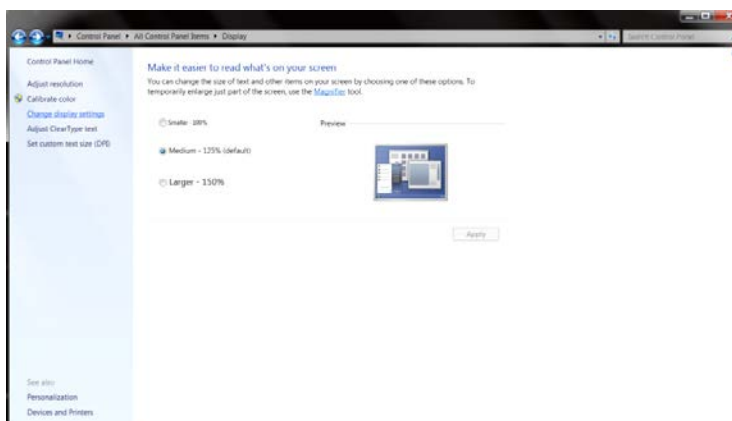 Control Panel ▸ All Control Panel Items ▸ Display
Search Control Panel
Control Panel Home
Adjust resolution
Calibrate color
Change display settings
Adjust ClearType text
Set custom text size (DPI)
See also
Personalization
Devices and Printers
Make it easier to read what's on your screen
You can change the size of text and other items on your screen by choosing one of these options. To
temporarily enlarge just part of the screen, use the Magnifier tool.
Smaller - 100%
Preview
Medium - 125% (default)
Larger - 150%
Apply